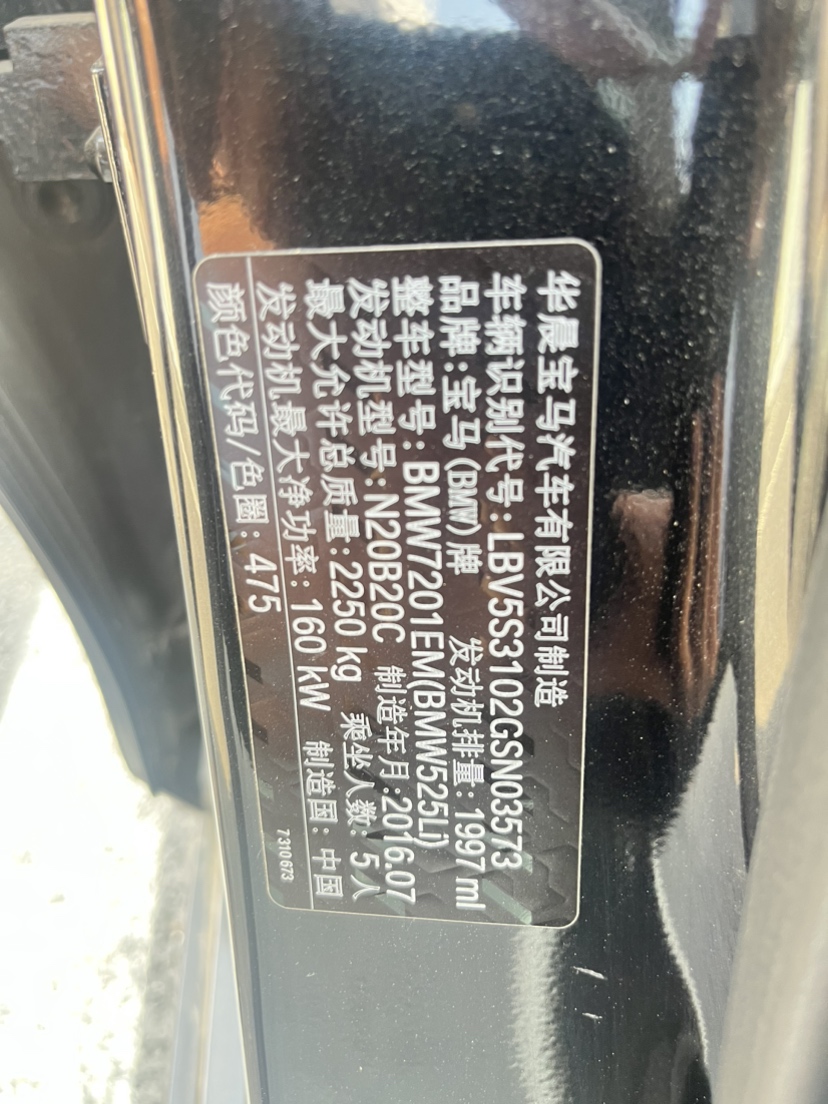 华晨宝马汽车有限公司制造
车辆识别代号:LBV5S3102GSN03573
品牌:宝马(BMW)牌 发动机排量:1997 ml
整车型号:BMW7201EM(BMW525Li)
发动机型号:N20B20C 制造年月:2016.07
最大允许总质量:2250 kg 乘坐人数:5人
发动机最大净功率:160 kW 制造国:中国
颜色代码/色圈:475
7 310 673